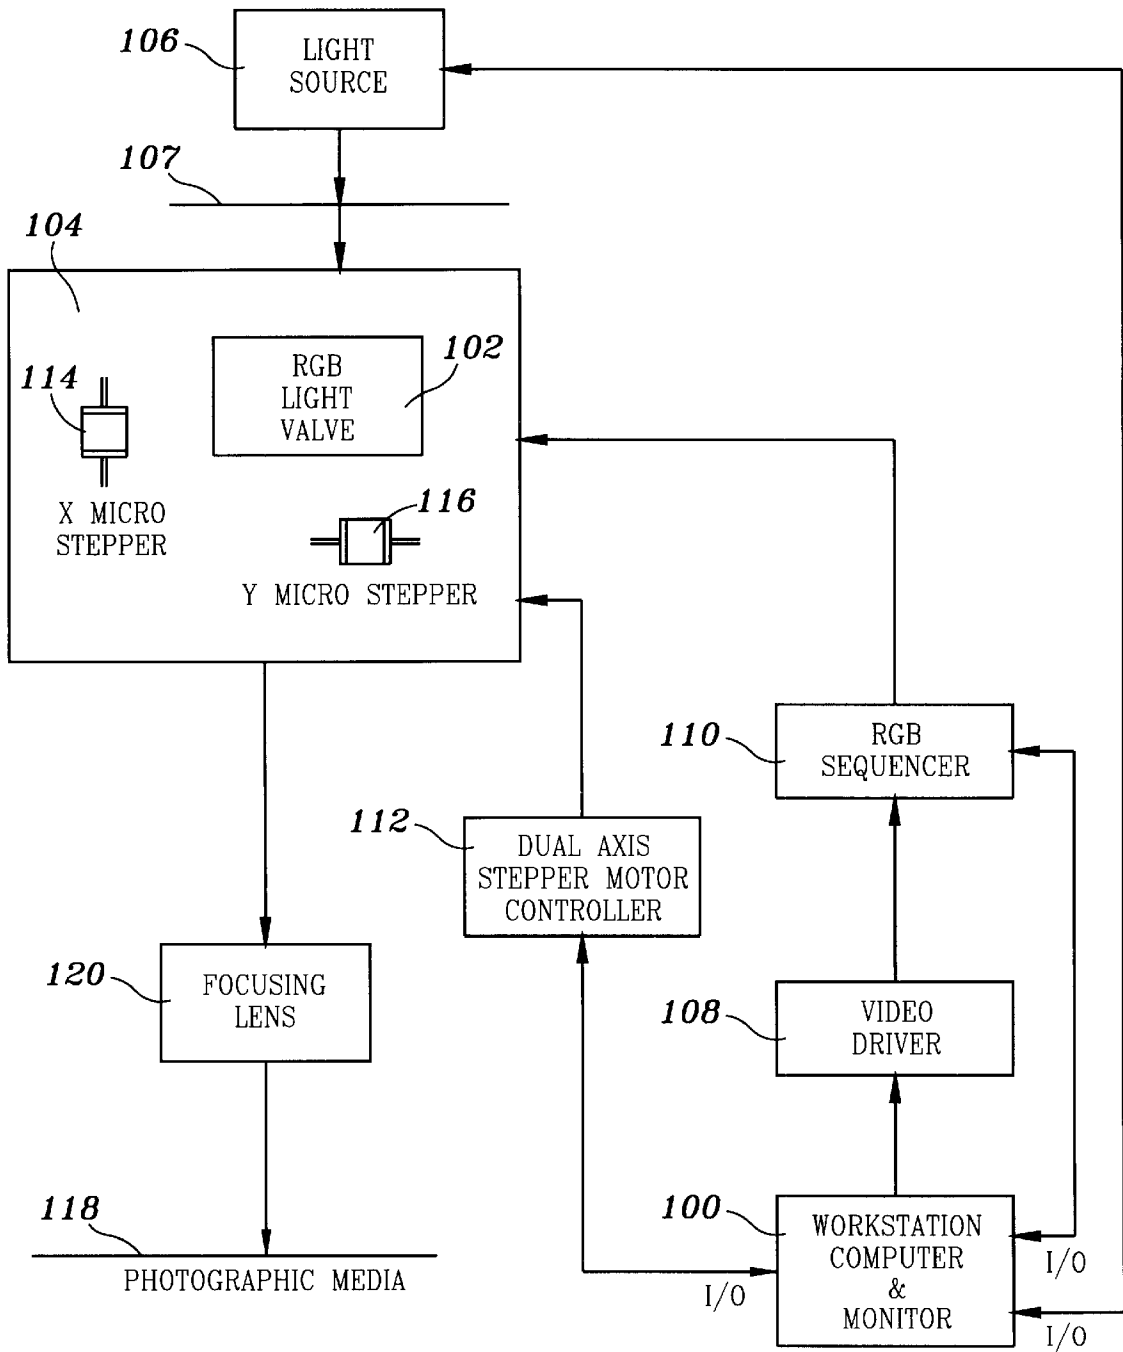 106
LIGHT
SOURCE
107
104
RGB
LIGHT
VALVE
102
114
X MICRO
STEPPER
116
Y MICRO STEPPER
110
RGB
SEQUENCER
112
DUAL AXIS
STEPPER MOTOR
CONTROLLER
120
FOCUSING
LENS
108
VIDEO
DRIVER
118
PHOTOGRAPHIC MEDIA
100
WORKSTATION
COMPUTER
&
MONITOR
I/O
I/O
I/O